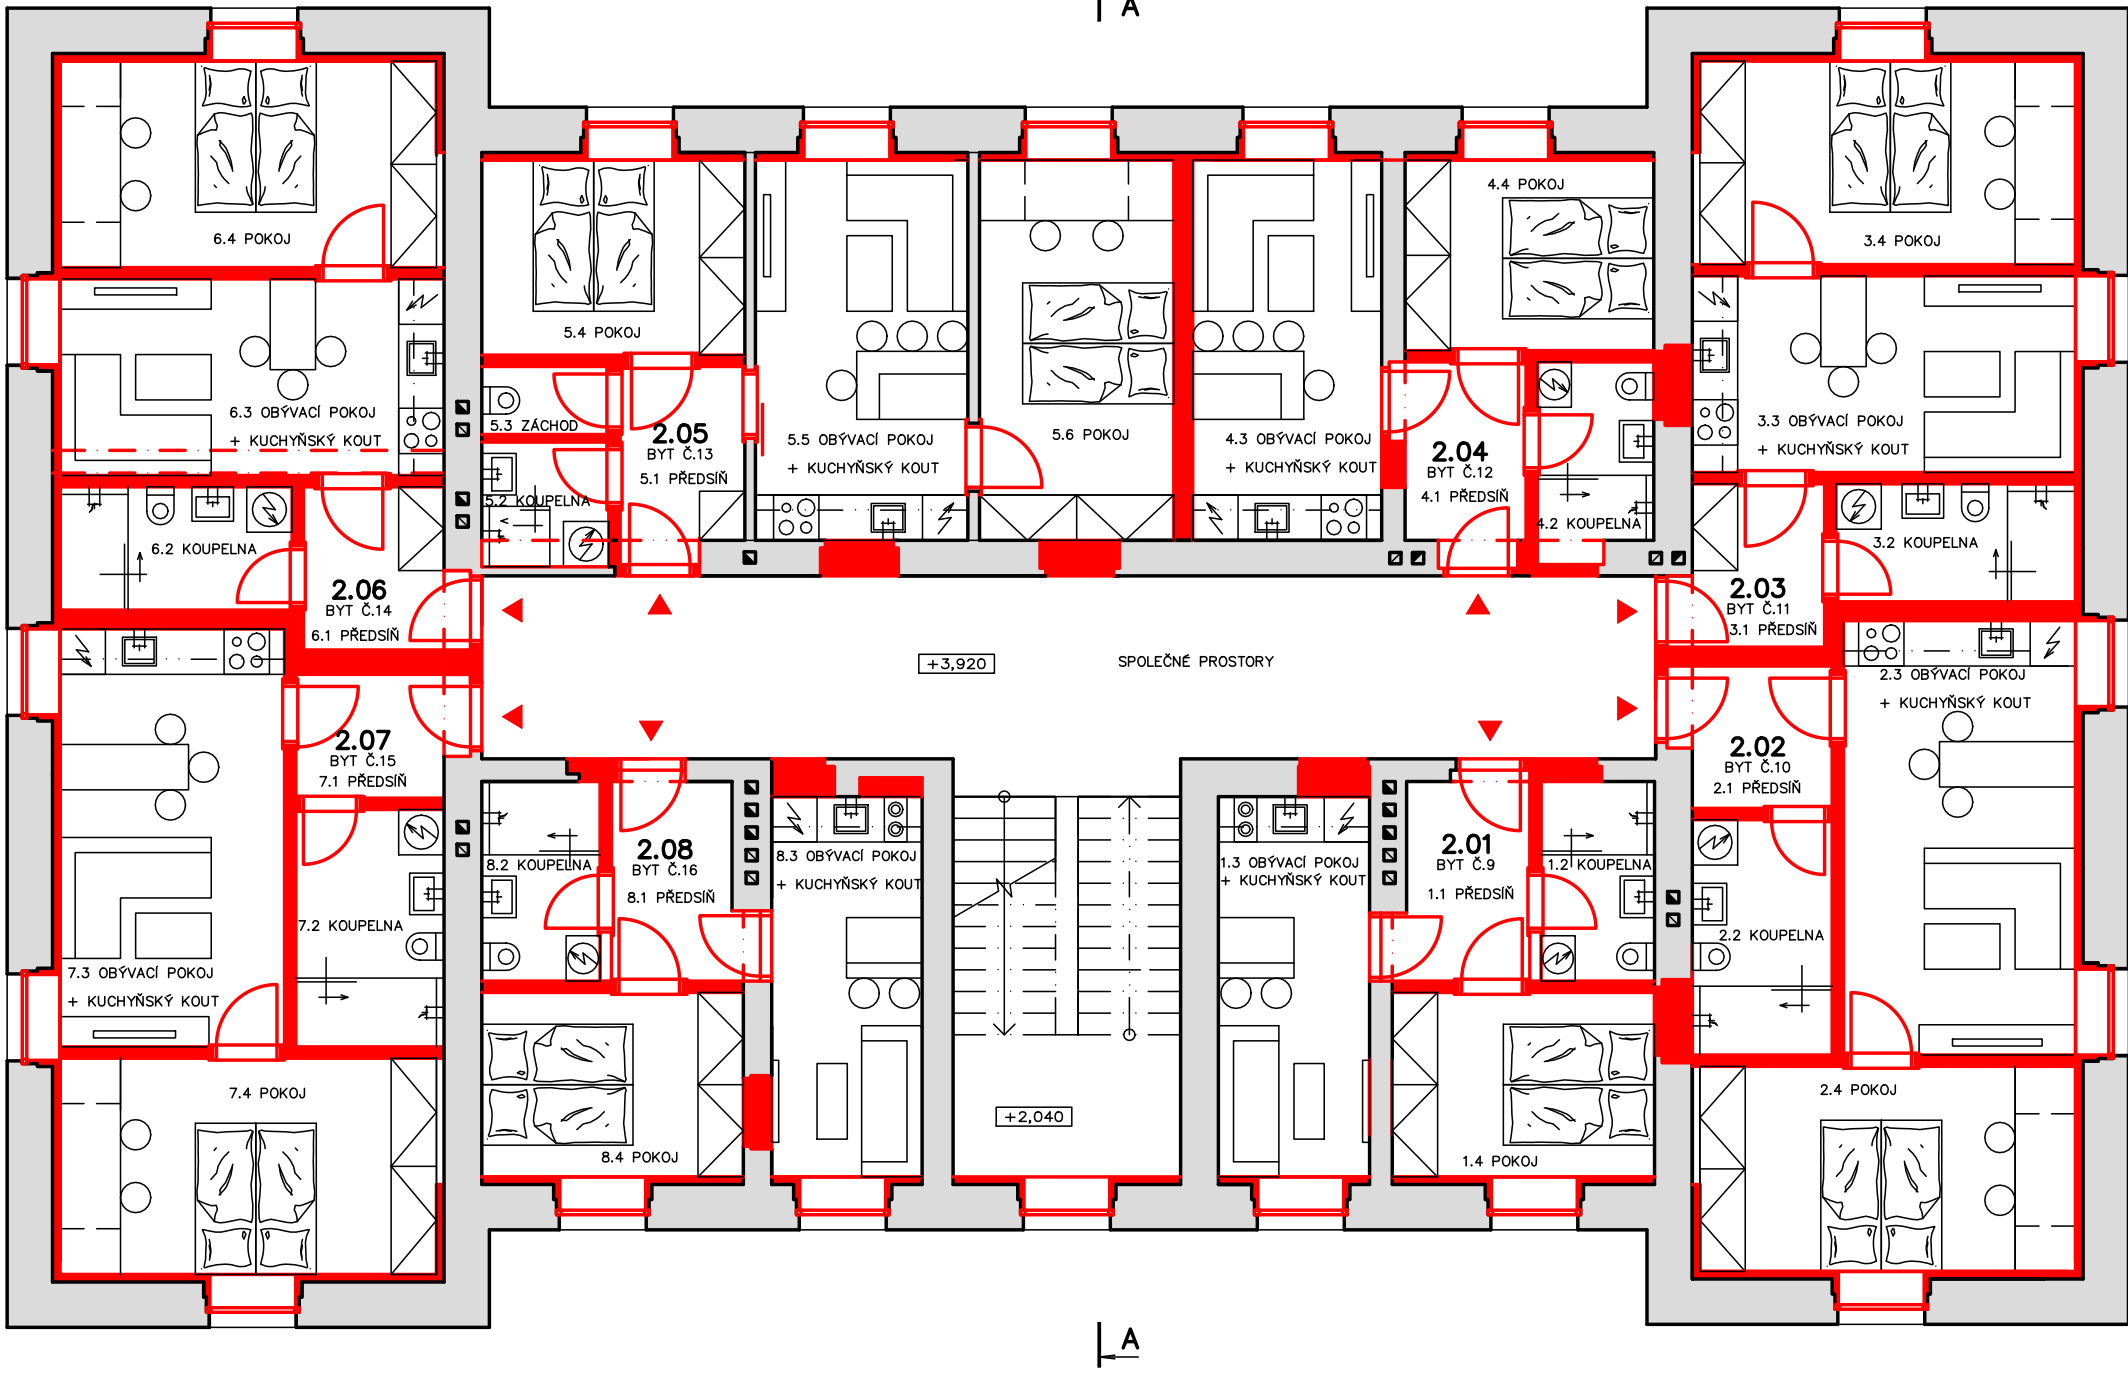 A
6.4 POKOJ
5.4 POKOJ
4.4 POKOJ
3.4 POKOJ
6.3 OBÝVACÍ POKOJ
+ KUCHYŇSKÝ KOUT
5.3 ZÁCHOD
2.05
BYT Č.13
5.1 PŘEDSÍŇ
5.2 KOUPELNA
5.5 OBÝVACÍ POKOJ
+ KUCHYŇSKÝ KOUT
5.6 POKOJ
4.3 OBÝVACÍ POKOJ
+ KUCHYŇSKÝ KOUT
2.04
BYT Č.12
4.1 PŘEDSÍŇ
4.2 KOUPELNA
3.3 OBÝVACÍ POKOJ
+ KUCHYŇSKÝ KOUT
6.2 KOUPELNA
2.06
BYT Č.14
6.1 PŘEDSÍŇ
3.2 KOUPELNA
2.03
BYT Č.11
3.1 PŘEDSÍŇ
+3,920
SPOLEČNÉ PROSTORY
2.3 OBÝVACÍ POKOJ
+ KUCHYŇSKÝ KOUT
2.07
BYT Č.15
7.1 PŘEDSÍŇ
2.02
BYT Č.10
2.1 PŘEDSÍŇ
8.2 KOUPELNA
2.08
BYT Č.16
8.1 PŘEDSÍŇ
8.3 OBÝVACÍ POKOJ
+ KUCHYŇSKÝ KOUT
1.3 OBÝVACÍ POKOJ
+ KUCHYŇSKÝ KOUT
2.01
BYT Č.9
1.1 PŘEDSÍŇ
1.2 KOUPELNA
7.2 KOUPELNA
2.2 KOUPELNA
7.3 OBÝVACÍ POKOJ
+ KUCHYŇSKÝ KOUT
7.4 POKOJ
2.4 POKOJ
+2,040
8.4 POKOJ
1.4 POKOJ
A